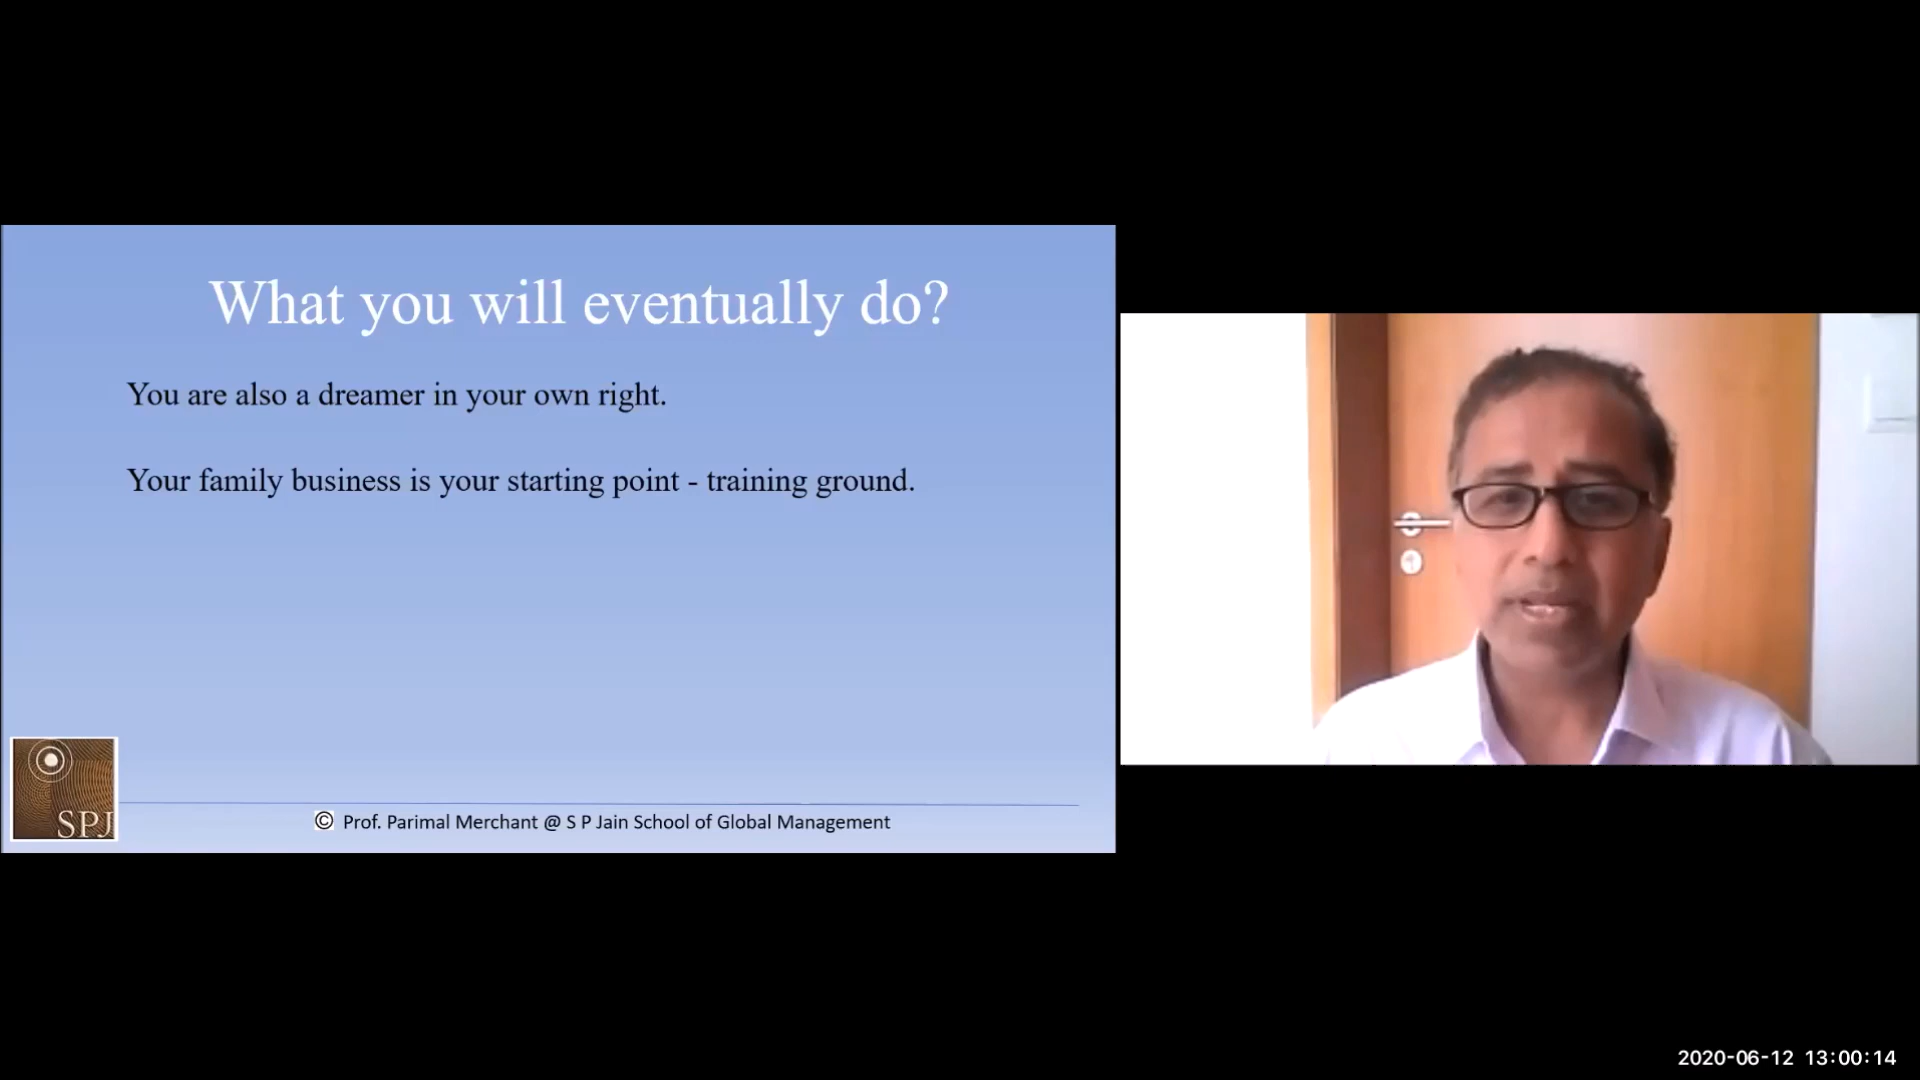 What you will eventually do?
You are also a dreamer in your own right.
Your family business is your starting point - training ground.
SPJ
© Prof. Parimal Merchant @ S P Jain School of Global Management
2020-06-12 13:00:14